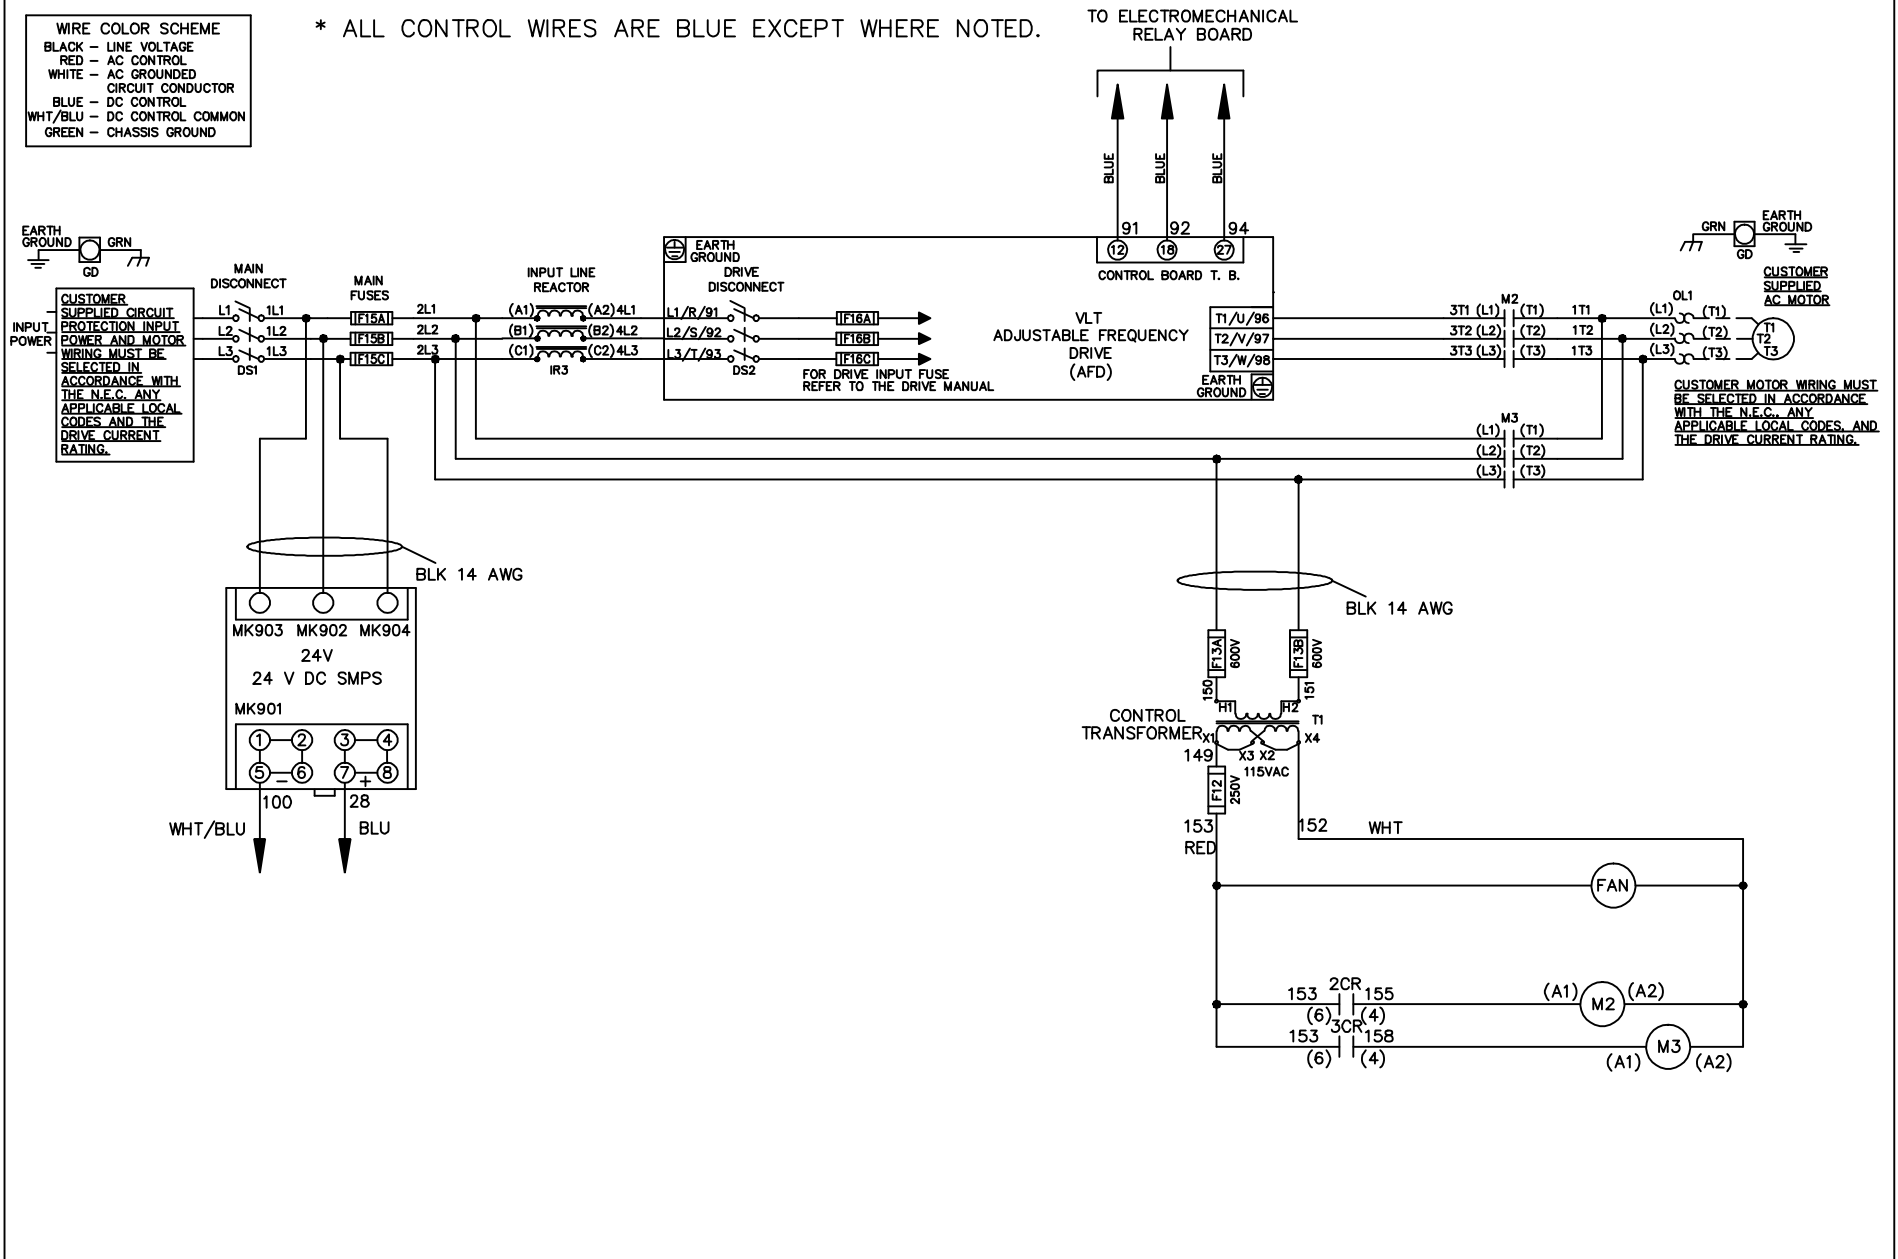 WIRE COLOR SCHEME
BLACK – LINE VOLTAGE
RED – AC CONTROL
WHITE – AC GROUNDED
CIRCUIT CONDUCTOR
BLUE – DC CONTROL
WHT/BLU – DC CONTROL COMMON
GREEN – CHASSIS GROUND
* ALL CONTROL WIRES ARE BLUE EXCEPT WHERE NOTED.
TO ELECTROMECHANICAL
RELAY BOARD
BLUE
BLUE
BLUE
91 92 94
12 18 27
CONTROL BOARD T. B.
EARTH
GROUND
GRN
GD
INPUT
POWER
CUSTOMER
SUPPLIED CIRCUIT
PROTECTION INPUT
POWER AND MOTOR
WIRING MUST BE
SELECTED IN
ACCORDANCE WITH
THE N.E.C. ANY
APPLICABLE LOCAL
CODES AND THE
DRIVE CURRENT
RATING.
MAIN
DISCONNECT
L1 1L1
L2 1L2
L3 1L3
DS1
MAIN
FUSES
F15A
F15B
F15C
2L1
2L2
2L3
INPUT LINE
REACTOR
(A1) (A2) 4L1
(B1) (B2) 4L2
(C1) (C2) 4L3
IR3
EARTH
GROUND
DRIVE
DISCONNECT
L1/R/91
L2/S/92
L3/T/93
DS2
F16A
F16B
F16C
FOR DRIVE INPUT FUSE
REFER TO THE DRIVE MANUAL
VLT
ADJUSTABLE FREQUENCY
DRIVE
(AFD)
T1/U/96
T2/V/97
T3/W/98
EARTH
GROUND
M2
3T1 (L1) (T1) 1T1
3T2 (L2) (T2) 1T2
3T3 (L3) (T3) 1T3
M3
(L1) (T1)
(L2) (T2)
(L3) (T3)
OL1
(L1) (T1)
(L2) (T2)
(L3) (T3)
T1
T2
T3
GRN
GD
EARTH
GROUND
CUSTOMER
SUPPLIED
AC MOTOR
CUSTOMER MOTOR WIRING MUST
BE SELECTED IN ACCORDANCE
WITH THE N.E.C., ANY
APPLICABLE LOCAL CODES, AND
THE DRIVE CURRENT RATING.
BLK 14 AWG
MK903 MK902 MK904
24V
24 V DC SMPS
MK901
1 2 3 4
5 6 7 8
– +
100 28
WHT/BLU BLU
BLK 14 AWG
F13A
600V
F13B
600V
150 151
H1 H2
CONTROL
TRANSFORMER
T1
X1 X3 X2 X4
115VAC
149
F12
250V
153
RED
152 WHT
FAN
2CR
153 155
(6) (4)
(A1) M2 (A2)
3CR
153 158
(6) (4)
(A1) M3 (A2)